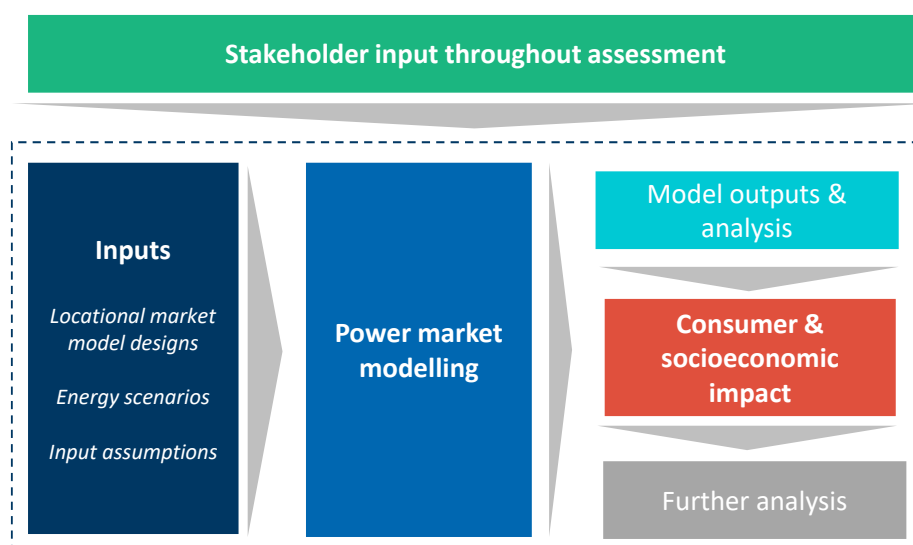 Stakeholder input throughout assessment
Inputs
Locational market
model designs
Energy scenarios
Input assumptions
Power market
modelling
Model outputs &
analysis
Consumer &
socioeconomic
impact
Further analysis